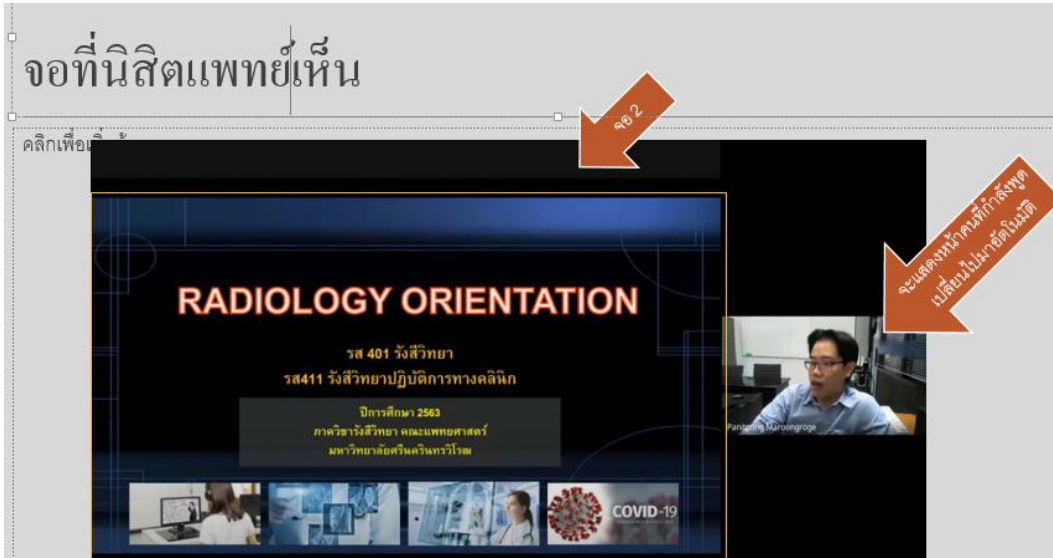 จอที่นิสิตแพทย์เห็น
คลิกเพื่อ
จอ 2
จะแสดงหน้าคนที่กำลังพูด
เปลี่ยนไปมาอัตโนมัติ
RADIOLOGY ORIENTATION
รส 401 รังสีวิทยา
รส411 รังสีวิทยาปฏิบัติการทางคลินิก
ปีการศึกษา 2563
ภาควิชารังสีวิทยา คณะแพทยศาสตร์
มหาวิทยาลัยศรีนครินทรวิโรฒ
Maroongroge
COVID-19